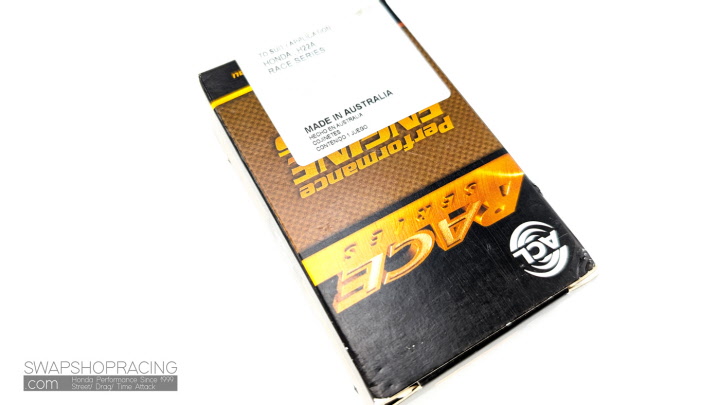 TO SUIT / APPLICATION
HONDA H22A
RACE SERIES
MADE IN AUSTRALIA
HECHO EN AUSTRALIA
COJINETES
CONTENIDO 1 JUEGO
Performance
ENGINE
RACE
SERIES
ACL
SWAPSHOPRACING
com
Honda Performance Since 1999
Street/ Drag/ Time Attack